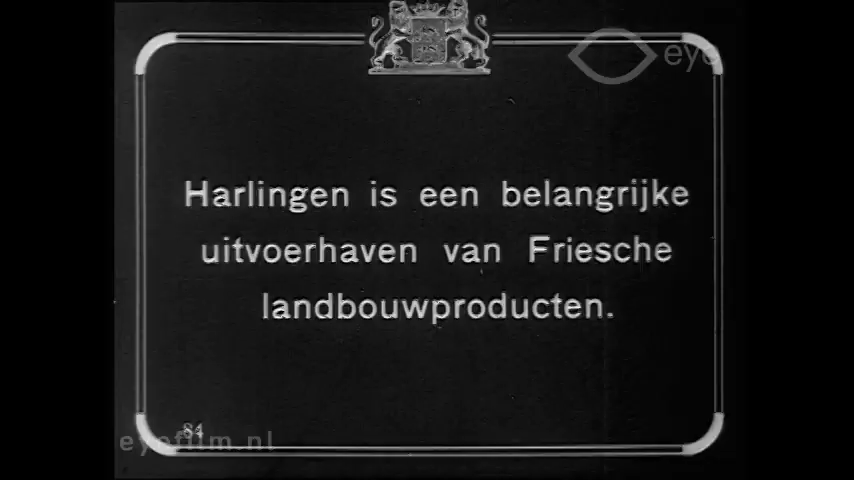 eye
Harlingen is een belangrijke
uitvoerhaven van Friesche
landbouwproducten.
84
eyefilm.nl